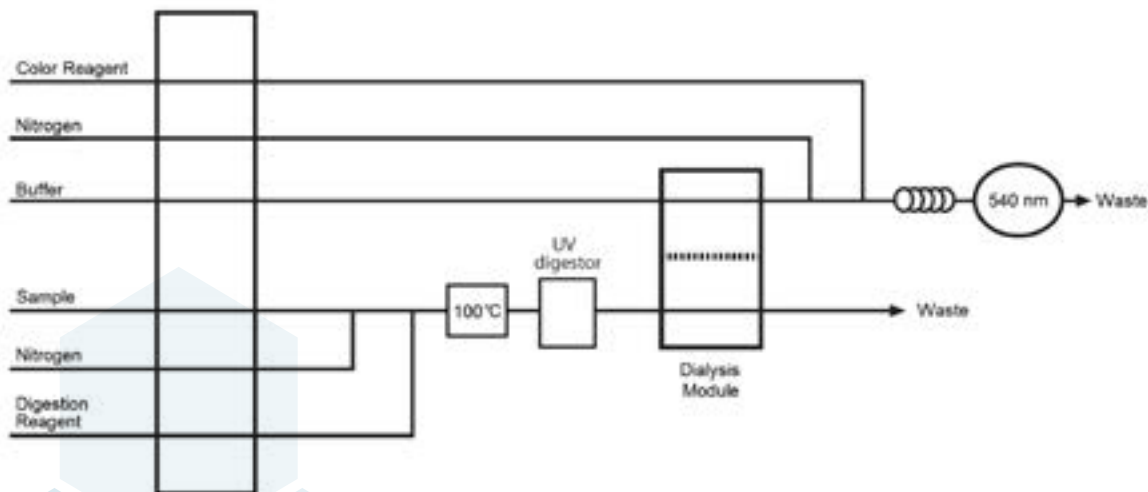 Color Reagent
Nitrogen
Buffer
540 nm
Waste
UV
digestor
Sample
100℃
Waste
Nitrogen
Dialysis
Module
Digestion
Reagent